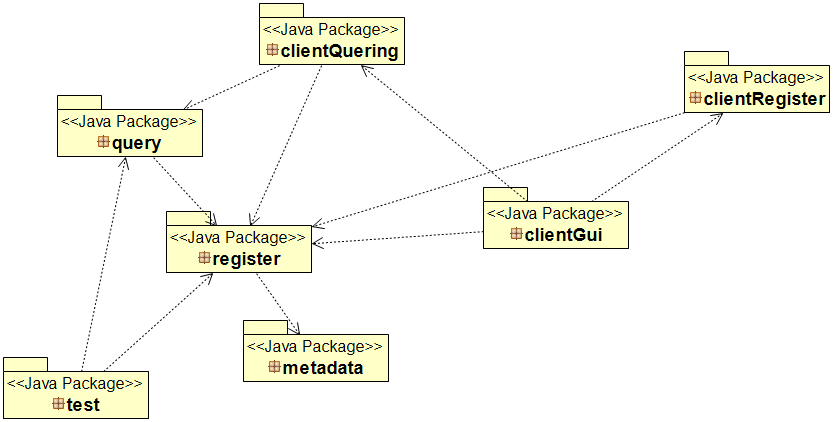 <<Java Package>>
clientQuering
<<Java Package>>
clientRegister
<<Java Package>>
query
<<Java Package>>
clientGui
<<Java Package>>
register
<<Java Package>>
metadata
<<Java Package>>
test